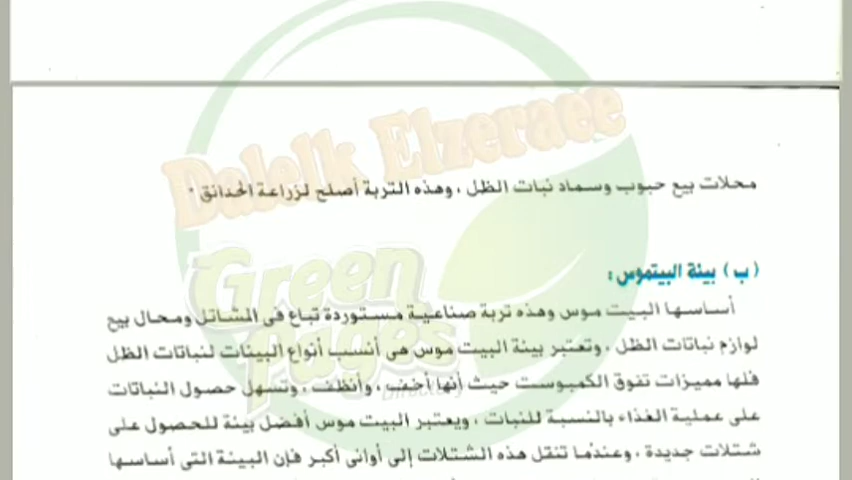 محلات بيع حبوب وسماد نبات الظل ، وهذه التربة أصلح لزراعة الحدائق .
Dalelk Elzeraee
(ب) بيئة البيتموس :
Green Pages
Directory
أساسها البيت موس وهذه تربة صناعية مستوردة تباع فى المشاتل ومحال بيع
لوازم نباتات الظل ، وتعتبر بيئة البيت موس هى أنسب أنواع البيئات لنباتات الظل
فلها مميزات تفوق الكمبوست حيث إنها أخف ، وأنظف ، وتسهل حصول النباتات
على عملية الغذاء بالنسبة للنبات ، ويعتبر البيت موس أفضل بيئة للحصول على
شتلات جديدة ، وعندما تنقل هذه الشتلات إلى أوانى أكبر فإن البيئة التى أساسها